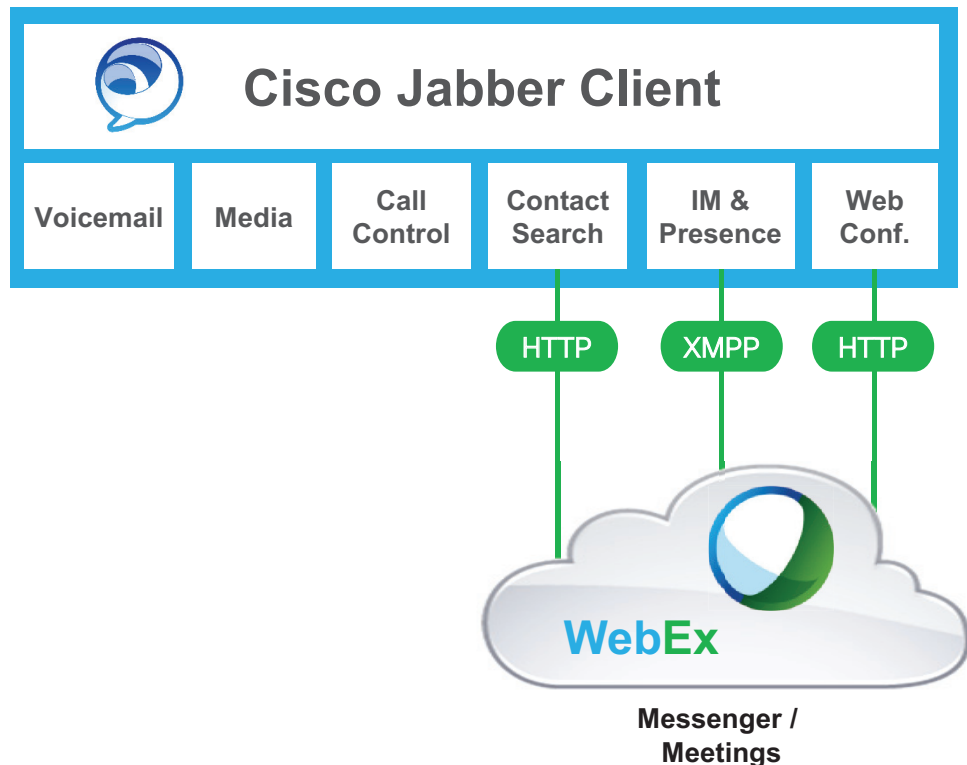 Cisco Jabber Client
Voicemail
Media
Call
Control
Contact
Search
IM &
Presence
Web
Conf.
HTTP
XMPP
HTTP
WebEx
Messenger /
Meetings